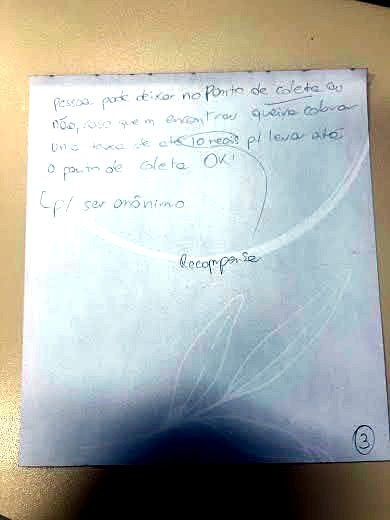 pessoa pode deixar no Ponto de coleta ou
não, caso quem encontrou queira cobrar
uma taxa de até 10 reais p/ levar até
o ponto de coleta OK!
(p/ ser anônimo
Recompensa
3